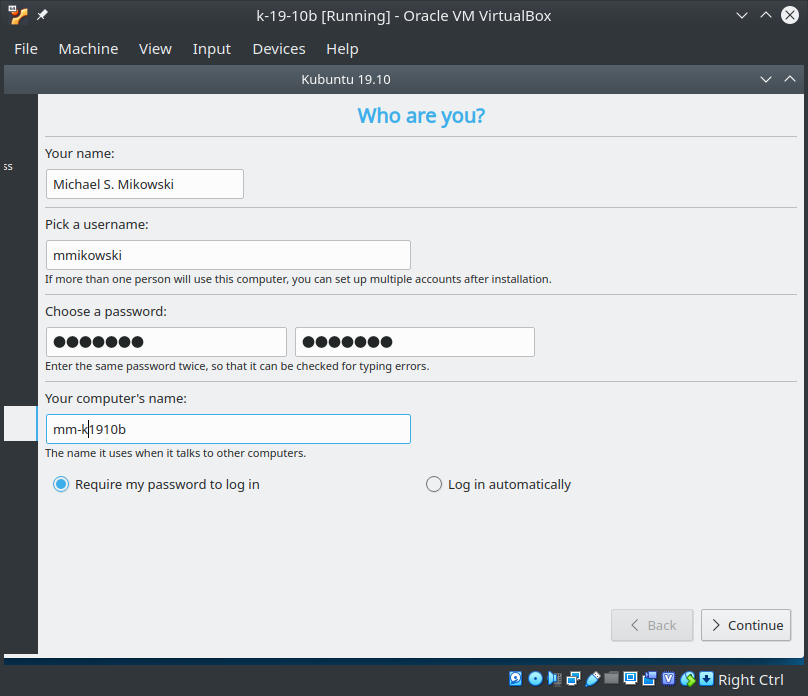 k-19-10b [Running] - Oracle VM VirtualBox
File Machine View Input Devices Help
Kubuntu 19.10
Who are you?
Your name:
ss
Michael S. Mikowski
Pick a username:
mmikowski
If more than one person will use this computer, you can set up multiple accounts after installation.
Choose a password:
●●●●●●● ●●●●●●●
Enter the same password twice, so that it can be checked for typing errors.
Your computer's name:
mm-k1910b
The name it uses when it talks to other computers.
Require my password to log in Log in automatically
Back Continue
Right Ctrl